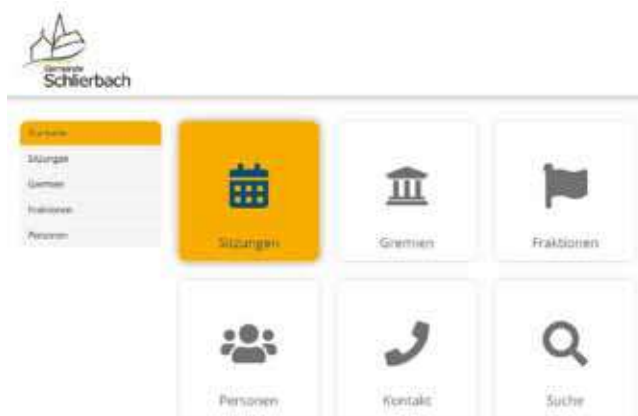 Gemeinde
Schlierbach
Startseite
Sitzungen
Gremien
Fraktionen
Personen
Sitzungen
Gremien
Fraktionen
Personen
Kontakt
Suche